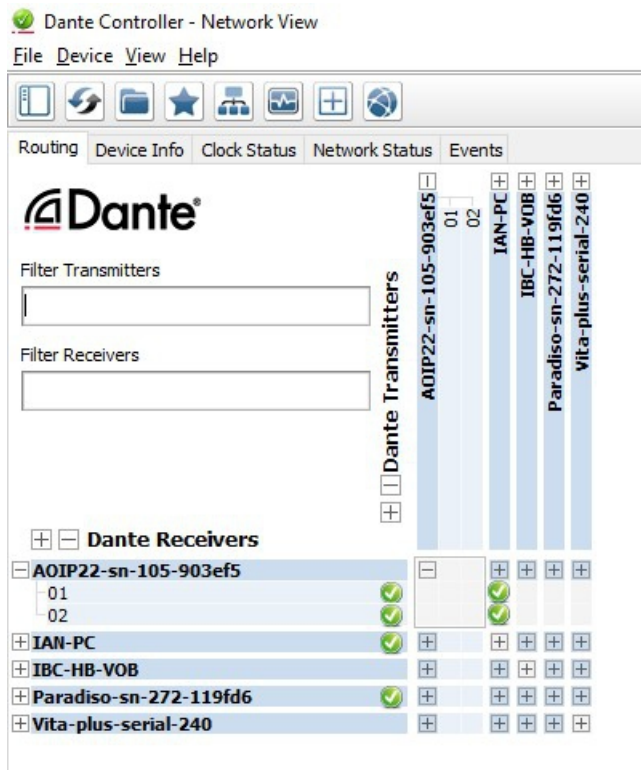 Dante Controller - Network View
File Device View Help
Routing Device Info Clock Status Network Status Events
Dante®
Filter Transmitters
Filter Receivers
Dante Transmitters
AOIP22-sn-105-903ef5
01
02
IAN-PC
IBC-HB-VOB
Paradiso-sn-272-119fd6
Vita-plus-serial-240
Dante Receivers
AOIP22-sn-105-903ef5
01
02
IAN-PC
IBC-HB-VOB
Paradiso-sn-272-119fd6
Vita-plus-serial-240